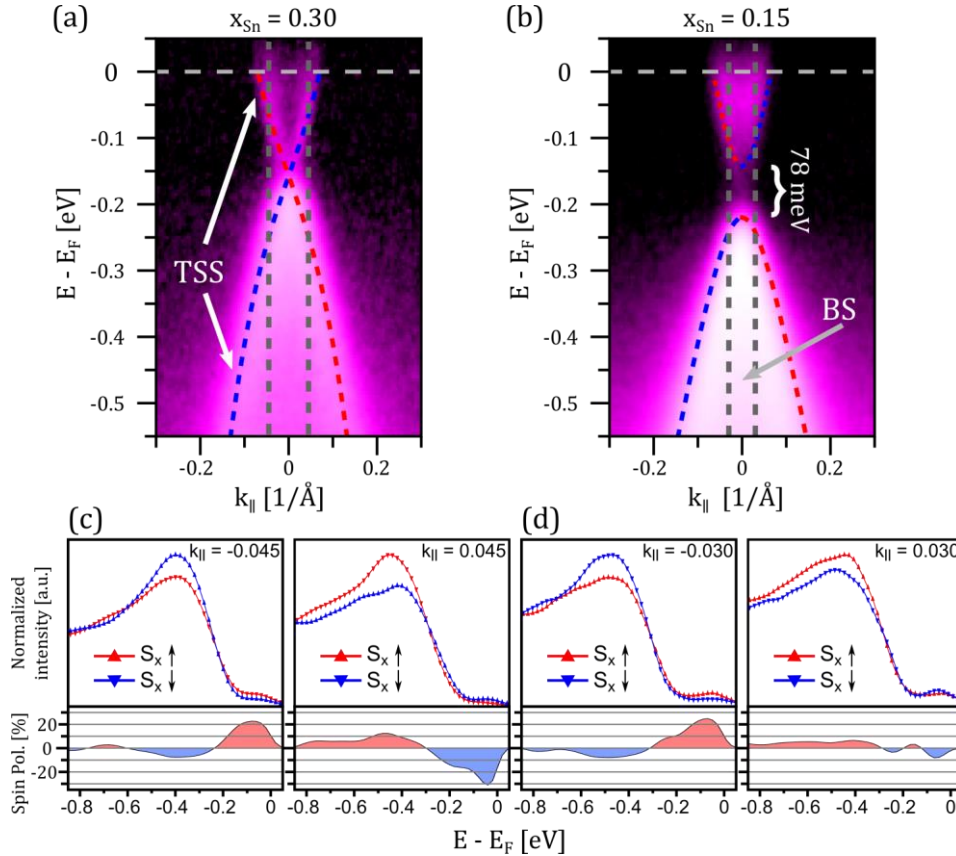 (a) x_Sn = 0.30
(b) x_Sn = 0.15
0
-0.1
-0.2
-0.3
-0.4
-0.5
E - E_F [eV]
TSS
-0.2 0 0.2
k_|| [1/Å]
0
-0.1
-0.2
-0.3
-0.4
-0.5
E - E_F [eV]
78 meV
BS
-0.2 0 0.2
k_|| [1/Å]
(c)
(d)
Normalized
intensity [a.u.]
k_|| = -0.045
S_x ↑
S_x ↓
k_|| = 0.045
S_x ↑
S_x ↓
k_|| = -0.030
S_x ↑
S_x ↓
k_|| = 0.030
S_x ↑
S_x ↓
Spin Pol. [%]
20
0
-20
-0.8 -0.6 -0.4 -0.2 0
-0.8 -0.6 -0.4 -0.2 0
-0.8 -0.6 -0.4 -0.2 0
-0.8 -0.6 -0.4 -0.2 0
E - E_F [eV]